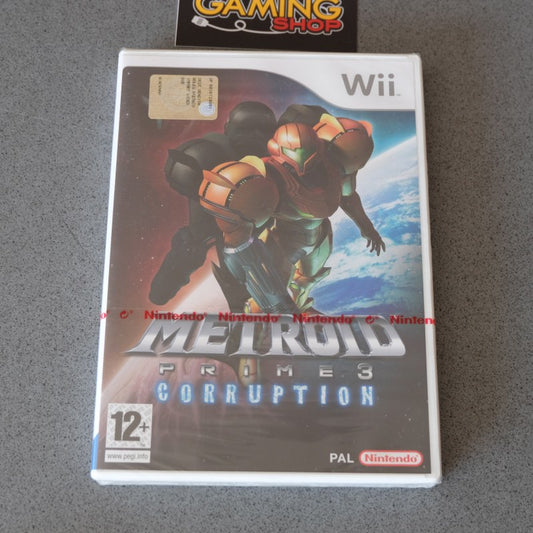 GAMING
SHOP
Wii
Nintendo® Nintendo® Nintendo® Nintendo
METROID
PRIME 3
CORRUPTION
12+
www.pegi.info
PAL Nintendo